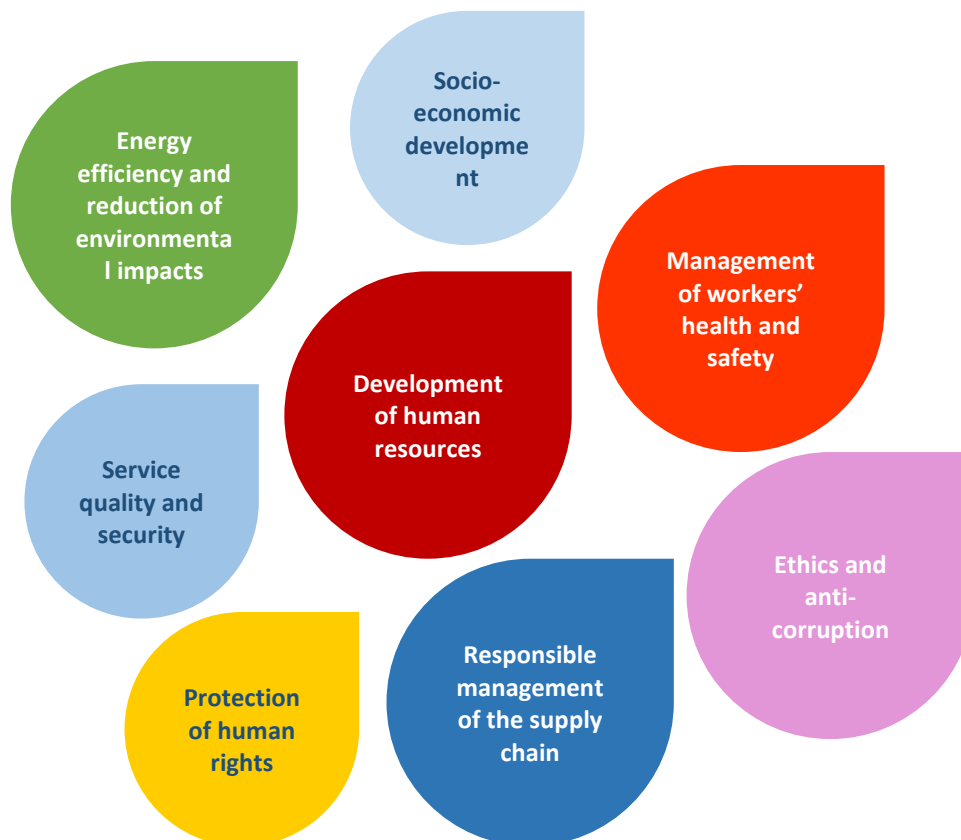 Socio-
economic
developme
nt
Energy
efficiency and
reduction of
environmenta
l impacts
Management
of workers’
health and
safety
Development
of human
resources
Service
quality and
security
Ethics and
anti-
corruption
Responsible
management
of the supply
chain
Protection
of human
rights